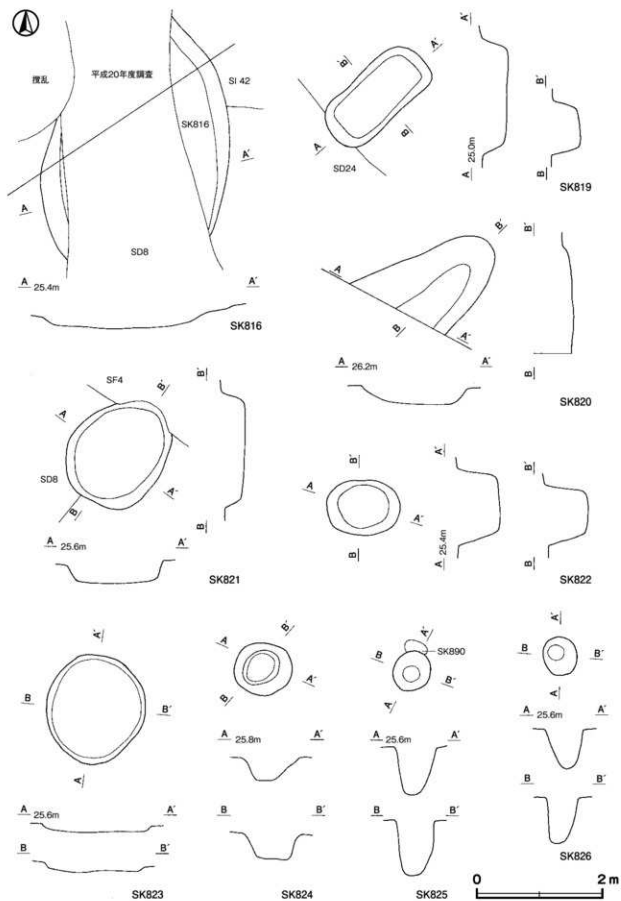 攪乱
平成20年度調査
SI 42
SK816
A
A′
SD8
A 25.4m
A′
SK816
B′
A′
A
B
SD24
A′
A 25.0m
B′
B
SK819
A
B′
B
A′
A 26.2m
A′
B′
B
SK820
SF4
B′
A
SD8
B
A′
B′
B
A 25.6m
A′
SK821
B′
A
A′
B
A′
A 25.4m
B′
B
SK822
A′
B
B′
A
A 25.6m
A′
B
B′
SK823
B′
A
A′
B
A 25.8m
A′
B
B′
SK824
A′
SK890
B
B′
A
A 25.6m
A′
B
B′
SK825
A′
B
B′
A
A 25.6m
A′
B
B′
SK826
0 2 m